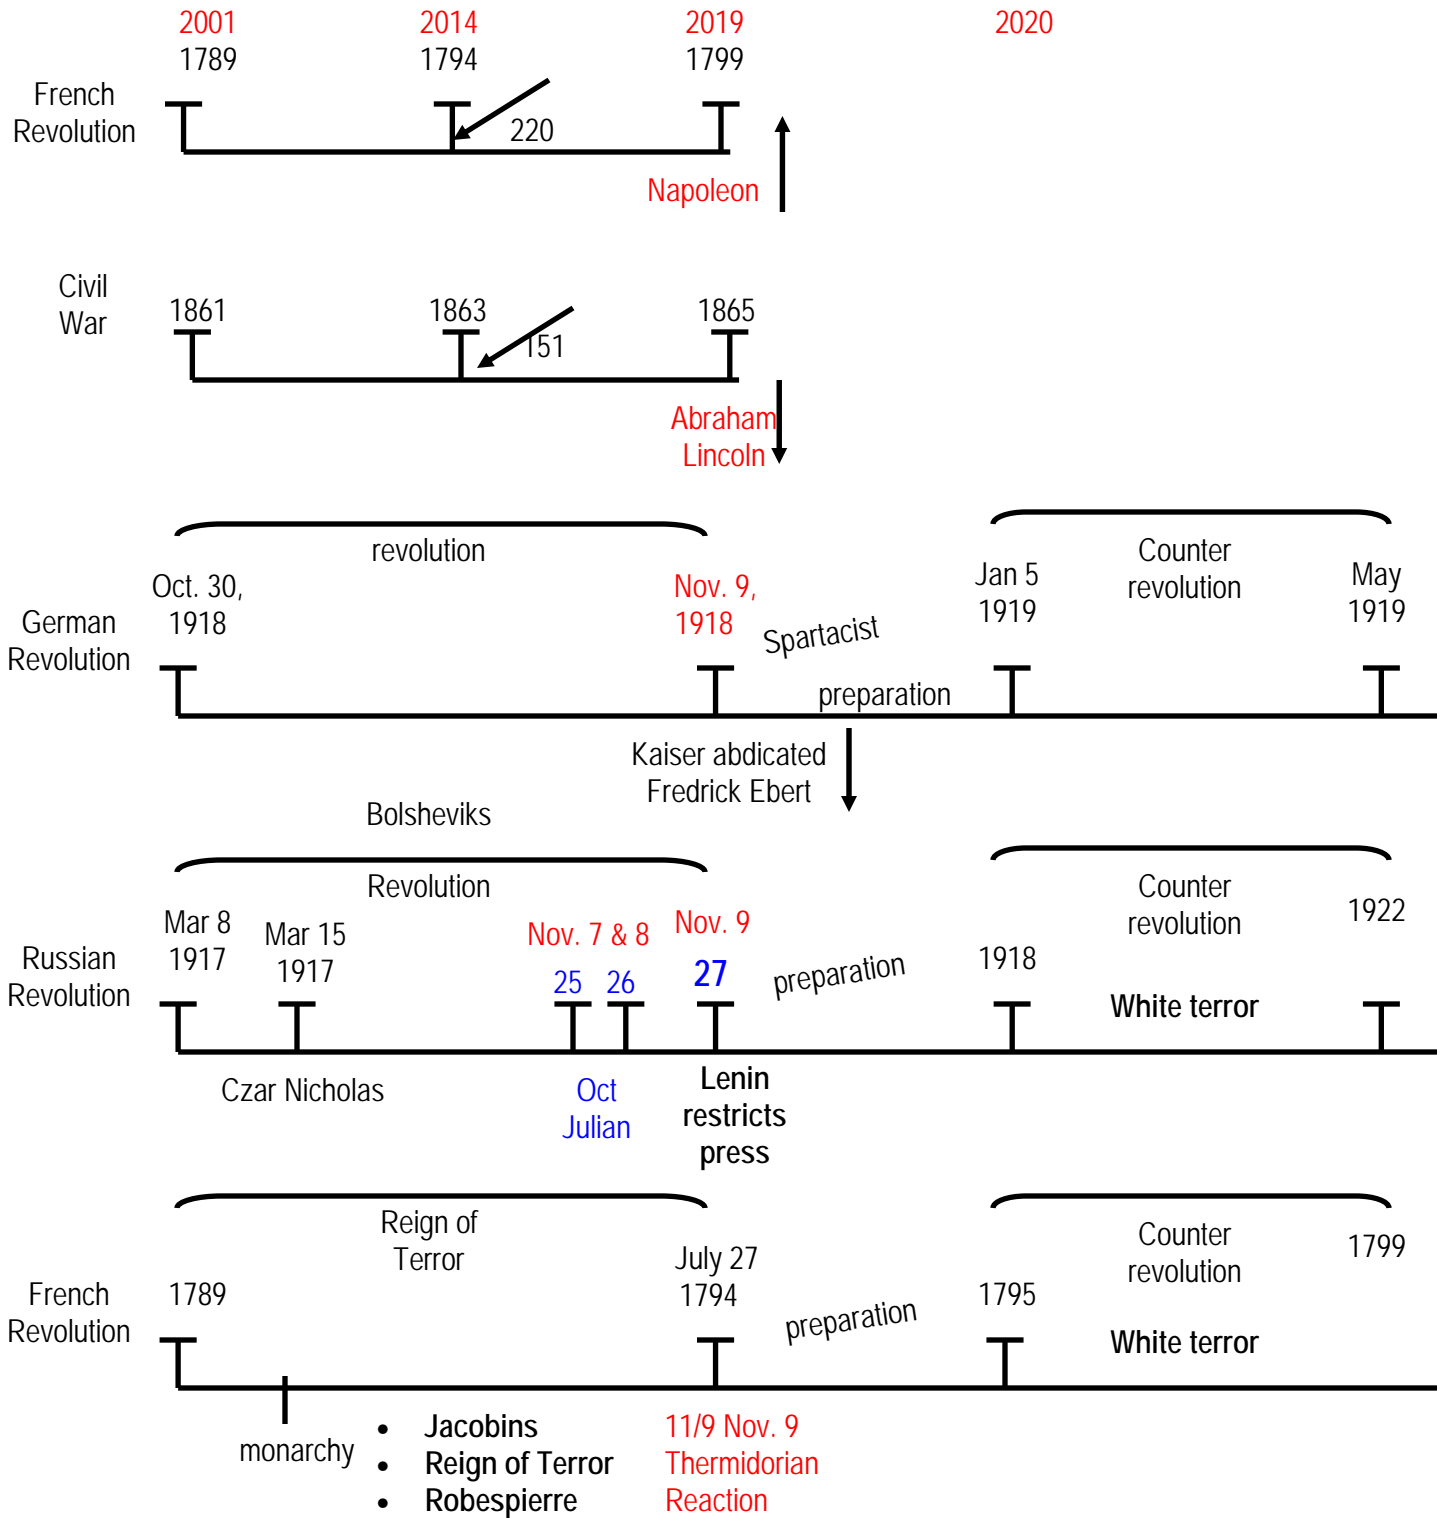 2001 2014 2019 2020
1789 1794 1799
French
Revolution
220
Napoleon
Civil
War
1861 1863 1865
151
Abraham
Lincoln
revolution
Counter
revolution
Oct. 30,
1918
Nov. 9,
1918
Spartacist
Jan 5
1919
May
1919
German
Revolution
preparation
Kaiser abdicated
Fredrick Ebert
Bolsheviks
Revolution
Counter
revolution
Mar 8
1917
Mar 15
1917
Nov. 7 & 8
Nov. 9
25 26 27
preparation
1918
1922
Russian
Revolution
White terror
Czar Nicholas
Oct
Julian
Lenin
restricts
press
Reign of
Terror
Counter
revolution
1799
July 27
1794
French
Revolution
1789
preparation
1795
White terror
monarchy
• Jacobins
• Reign of Terror
• Robespierre
11/9 Nov. 9
Thermidorian
Reaction